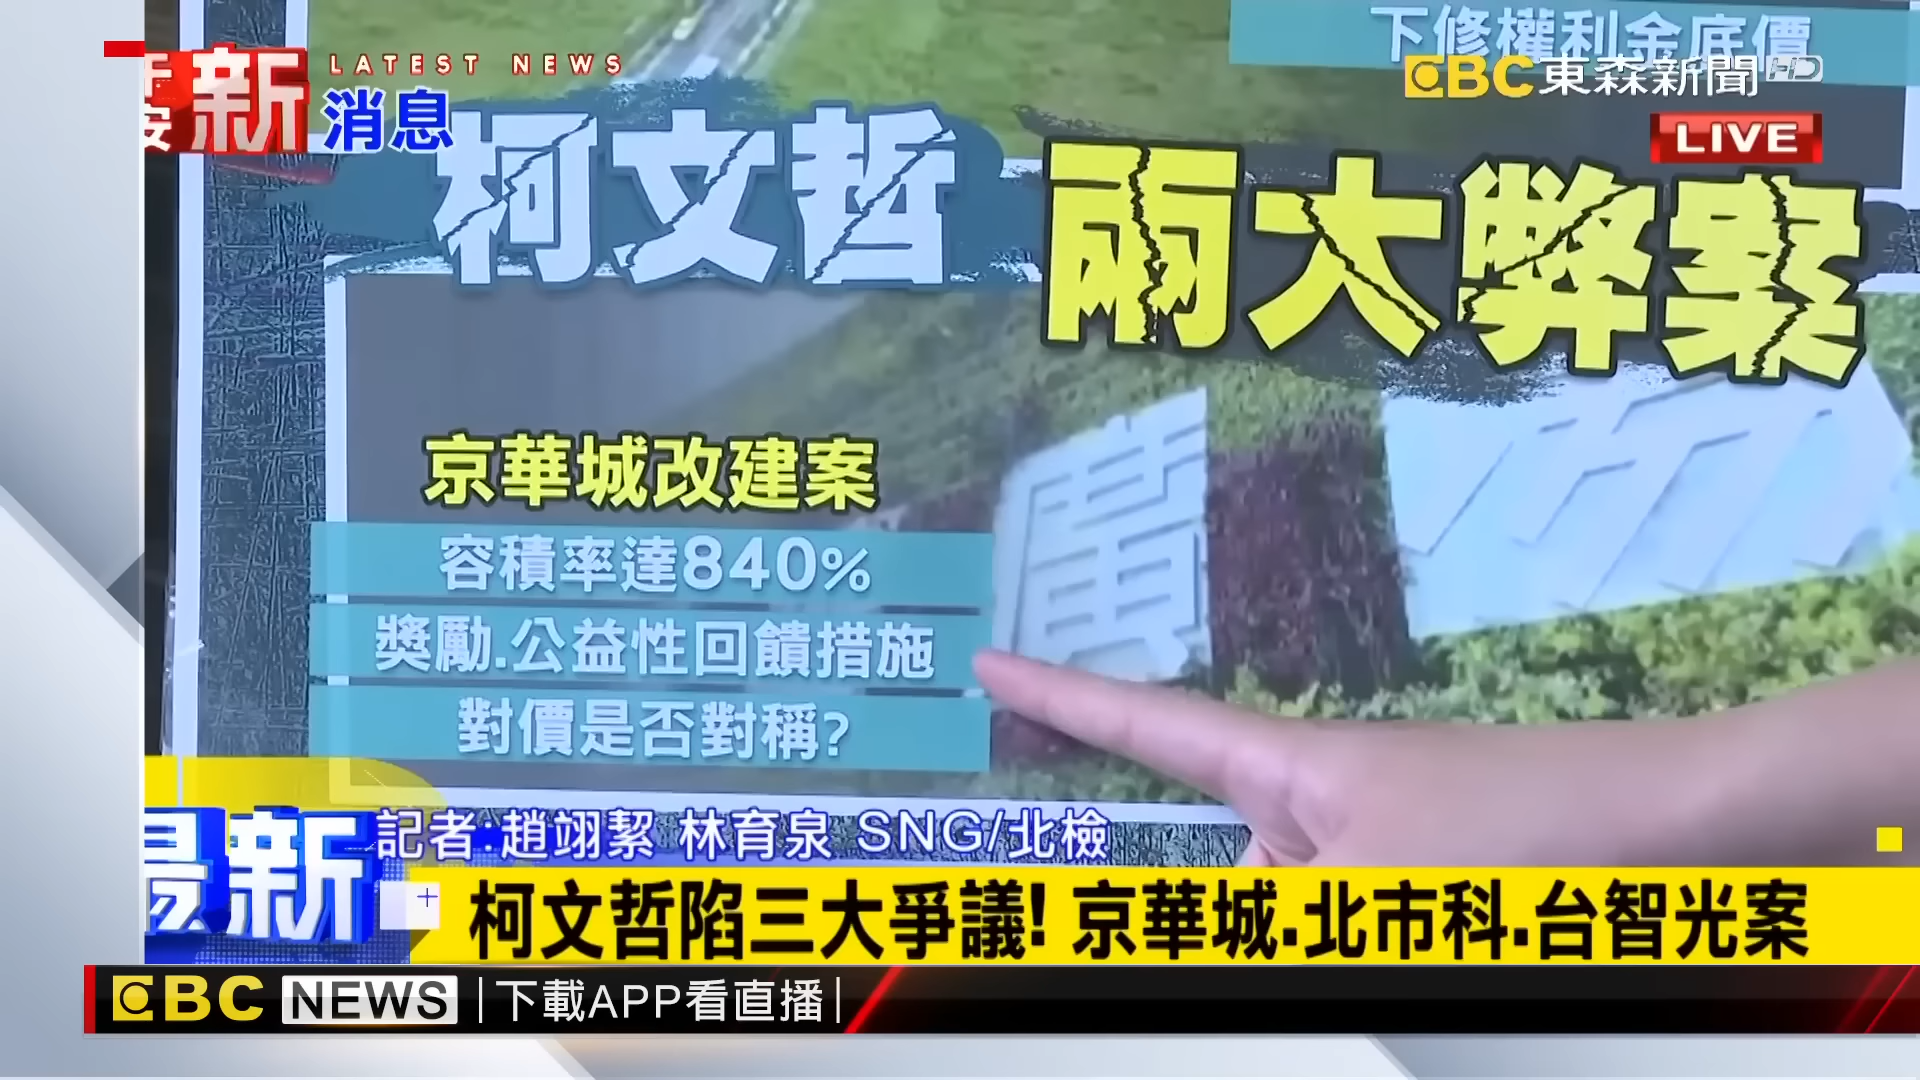 下修權利金底價
LATEST NEWS
新
消息
EBC東森新聞HD
LIVE
柯文哲
兩大弊案
京華城改建案
容積率達840%
獎勵.公益性回饋措施
對價是否對稱?
記者:趙翊絜 林育泉 SNG/北檢
最新
柯文哲陷三大爭議! 京華城.北市科.台智光案
EBC NEWS|下載APP看直播|